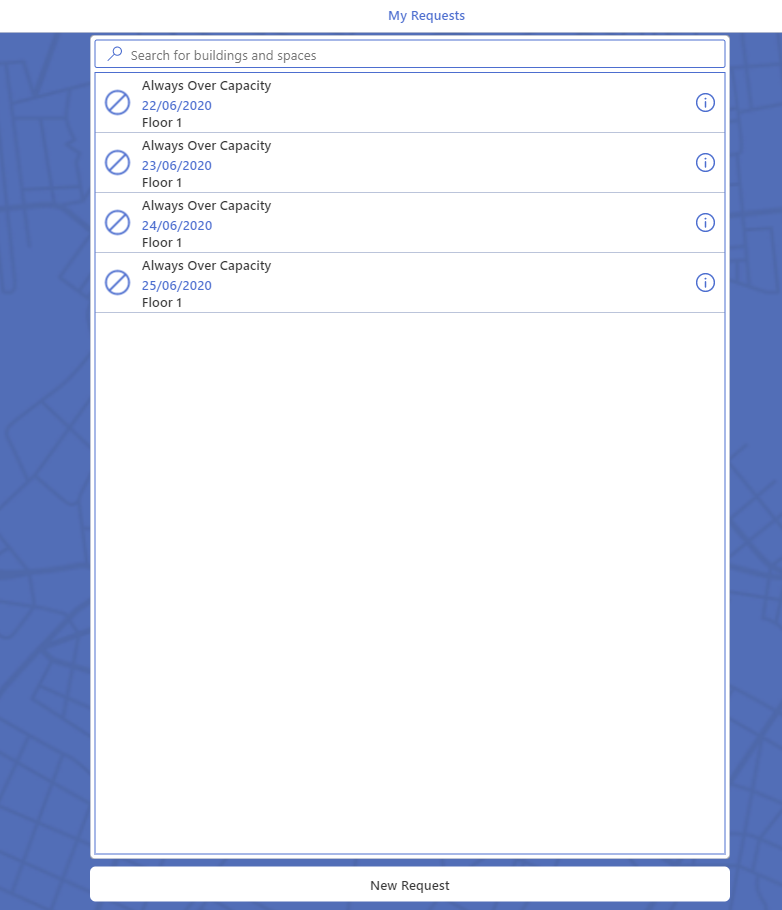 My Requests
Search for buildings and spaces
Always Over Capacity
22/06/2020
Floor 1
Always Over Capacity
23/06/2020
Floor 1
Always Over Capacity
24/06/2020
Floor 1
Always Over Capacity
25/06/2020
Floor 1
New Request